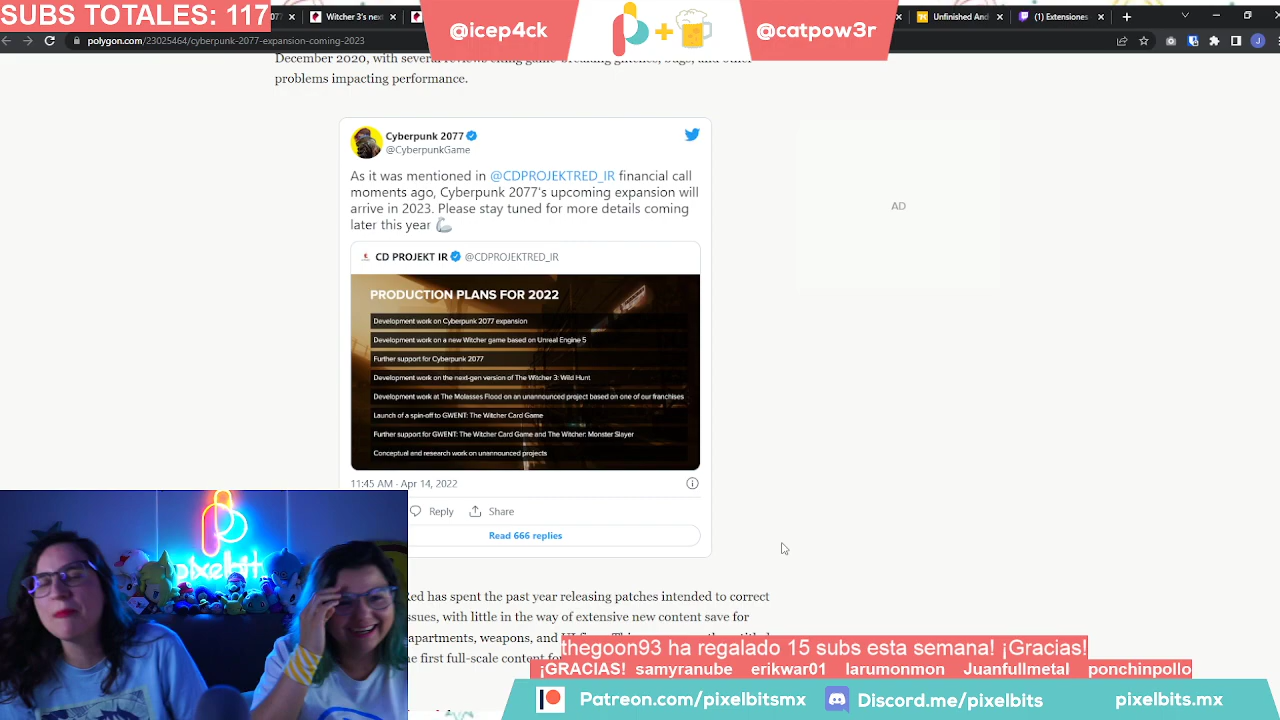 SUBS TOTALES: 117
077
Witcher 3's next
Unfinished And
(1) Extensiones
polygon.com/23025464/cyberpunk-2077-expansion-coming-2023
@icep4ck
@catpow3r
December 2020, with several reviews citing game-breaking glitches, bugs, and other
problems impacting performance.
Cyberpunk 2077
@CyberpunkGame
As it was mentioned in @CDPROJEKTRED_IR financial call
moments ago, Cyberpunk 2077's upcoming expansion will
arrive in 2023. Please stay tuned for more details coming
later this year
CD PROJEKT IR @CDPROJEKTRED_IR
PRODUCTION PLANS FOR 2022
Development work on Cyberpunk 2077 expansion
Development work on a new Witcher game based on Unreal Engine 5
Further support for Cyberpunk 2077
Development work on the next-gen version of The Witcher 3: Wild Hunt
Development work at The Molasses Flood on an unannounced project based on one of our franchises
Launch of a spin-off to GWENT: The Witcher Card Game
Further support for GWENT: The Witcher Card Game and The Witcher: Monster Slayer
Conceptual and research work on unannounced projects
11:45 AM · Apr 14, 2022
Reply Share
Read 666 replies
AD
Red has spent the past year releasing patches intended to correct
ssues, with little in the way of extensive new content save for
apartments, weapons, and
he first full-scale content fo
pixelbit
thegoon93 ha regalado 15 subs esta semana! ¡Gracias!
¡GRACIAS! samyranube erikwar01 larumonmon Juanfullmetal ponchinpollo
Patreon.com/pixelbitsmx
Discord.me/pixelbits
pixelbits.mx